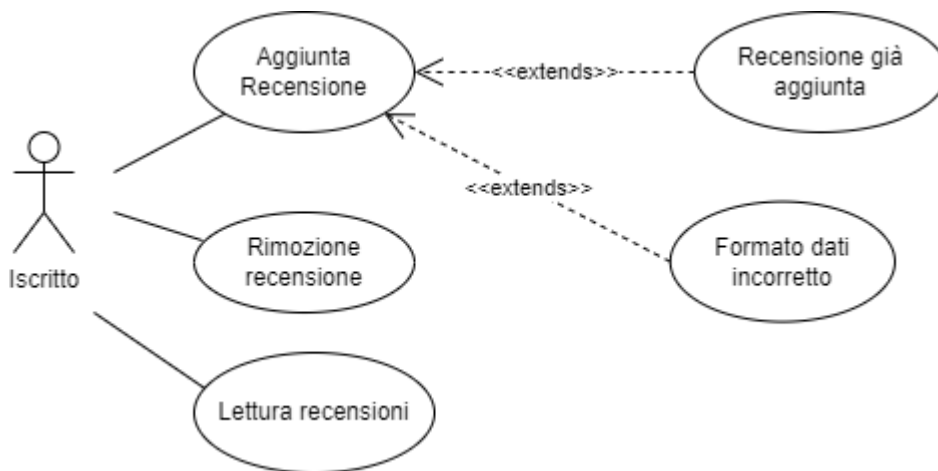 Aggiunta
Recensione
<<extends>>
Recensione già
aggiunta
<<extends>>
Iscritto
Rimozione
recensione
Formato dati
incorretto
Lettura recensioni